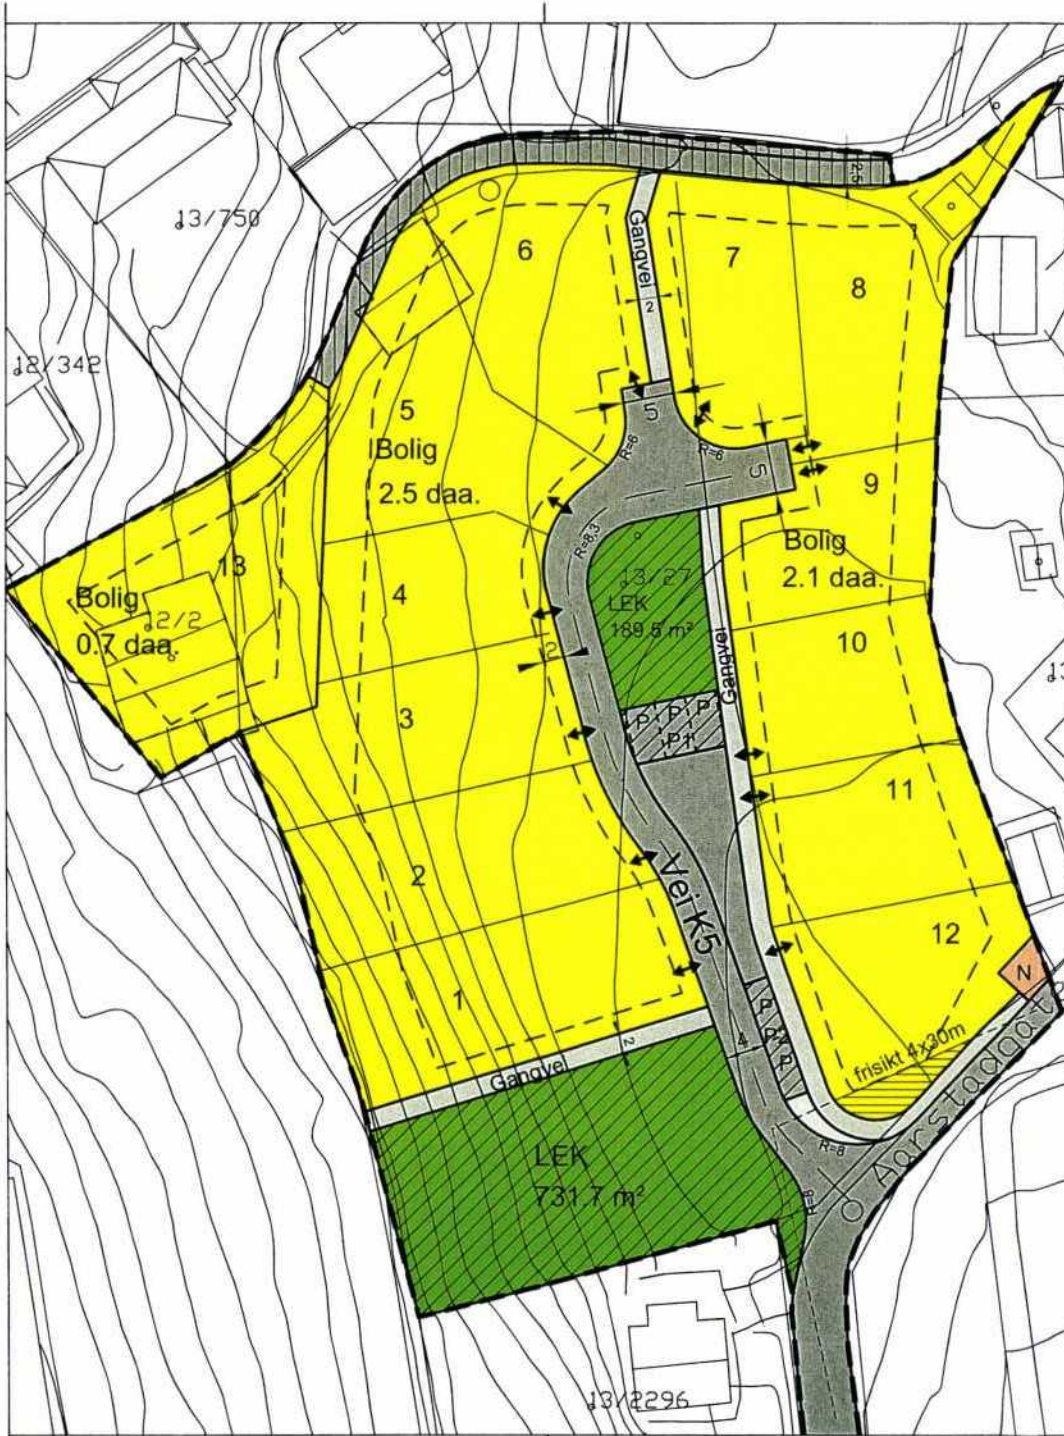 13/750
2.5
6
7
8
Gangvei
2
12/342
5
Bolig
2.5 daa.
5
R=6
R=6
5
9
R=8,3
13
Bolig
12/2
0.7 daa.
4
13/27
LEK
189.5 m²
Bolig
2.1 daa.
10
2
Gangvei
3
P P P
P
11
2
Vei K5
12
N
1
P
P
P
4
2
Gangvei
frisikt 4x30m
LEK
731.7 m²
R=8
R=8
13/2296